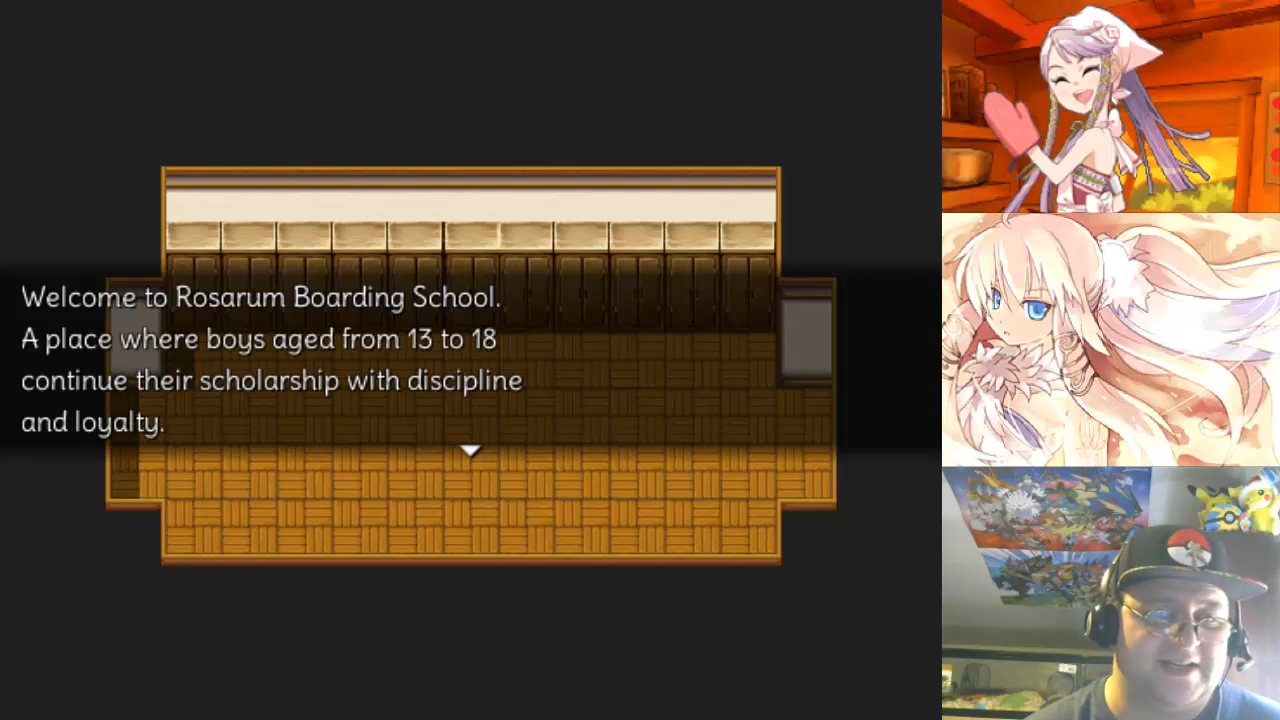 Welcome to Rosarum Boarding School.
A place where boys aged from 13 to 18
continue their scholarship with discipline
and loyalty.